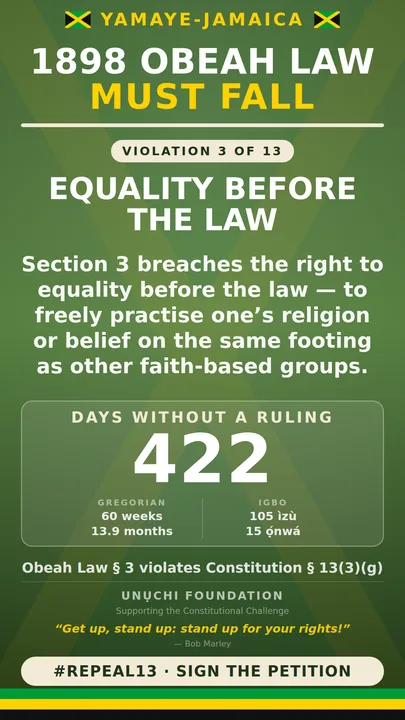 YAMAYE-JAMAICA
1898 OBEAH LAW
MUST FALL
VIOLATION 3 OF 13
EQUALITY BEFORE
THE LAW
Section 3 breaches the right to
equality before the law — to
freely practise one’s religion
or belief on the same footing
as other faith-based groups.
DAYS WITHOUT A RULING
422
GREGORIAN
60 weeks
13.9 months
IGBO
105 ìzù
15 ọ́nwá
Obeah Law § 3 violates Constitution § 13(3)(g)
UNỤCHI FOUNDATION
Supporting the Constitutional Challenge
“Get up, stand up: stand up for your rights!”
— Bob Marley
#REPEAL13 · SIGN THE PETITION